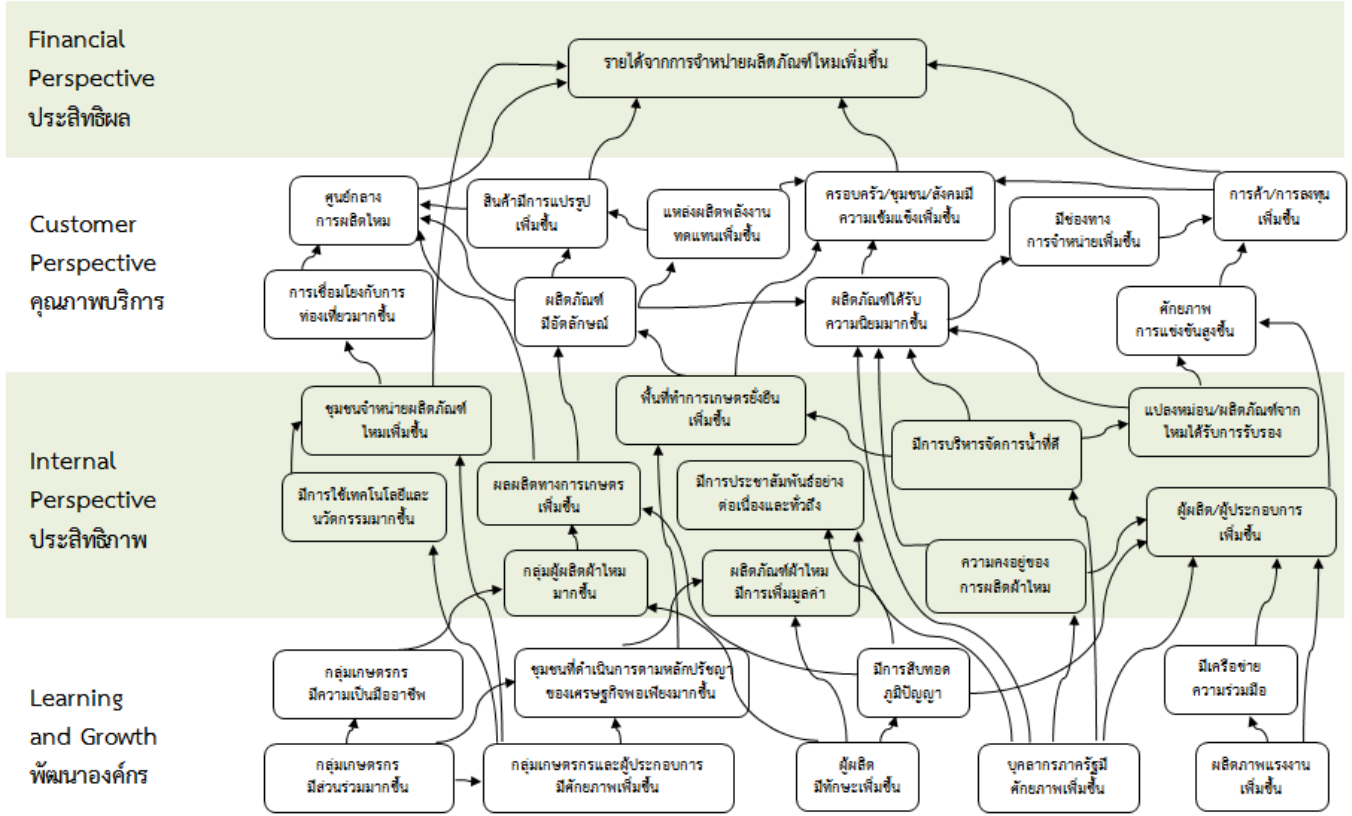 Financial
Perspective
ประสิทธิผล
รายได้จากการจำหน่ายผลิตภัณฑ์ไหมเพิ่มขึ้น
Customer
Perspective
คุณภาพบริการ
ศูนย์กลาง
การผลิตไหม
สินค้ามีการแปรรูป
เพิ่มขึ้น
แหล่งผลิตพลังงาน
ทดแทนเพิ่มขึ้น
ครอบครัว/ชุมชน/สังคมมี
ความเข้มแข็งเพิ่มขึ้น
มีช่องทาง
การจำหน่ายเพิ่มขึ้น
การค้า/การลงทุน
เพิ่มขึ้น
การเชื่อมโยงกับการ
ท่องเที่ยวมากขึ้น
ผลิตภัณฑ์
มีอัตลักษณ์
ผลิตภัณฑ์ได้รับ
ความนิยมมากขึ้น
ศักยภาพ
การแข่งขันสูงขึ้น
Internal
Perspective
ประสิทธิภาพ
ชุมชนจำหน่ายผลิตภัณฑ์
ไหมเพิ่มขึ้น
พื้นที่ทำการเกษตรยั่งยืน
เพิ่มขึ้น
มีการบริหารจัดการน้ำที่ดี
แปลงหม่อน/ผลิตภัณฑ์จาก
ไหมได้รับการรับรอง
มีการใช้เทคโนโลยีและ
นวัตกรรมมากขึ้น
ผลผลิตทางการเกษตร
เพิ่มขึ้น
มีการประชาสัมพันธ์อย่าง
ต่อเนื่องและทั่วถึง
ผู้ผลิต/ผู้ประกอบการ
เพิ่มขึ้น
กลุ่มผู้ผลิตผ้าไหม
มากขึ้น
ผลิตภัณฑ์ผ้าไหม
มีการเพิ่มมูลค่า
ความคงอยู่ของ
การผลิตผ้าไหม
Learning
and Growth
พัฒนาองค์กร
กลุ่มเกษตรกร
มีความเป็นมืออาชีพ
ชุมชนที่ดำเนินการตามหลักปรัชญา
ของเศรษฐกิจพอเพียงมากขึ้น
มีการสืบทอด
ภูมิปัญญา
มีเครือข่าย
ความร่วมมือ
กลุ่มเกษตรกร
มีส่วนร่วมมากขึ้น
กลุ่มเกษตรกรและผู้ประกอบการ
มีศักยภาพเพิ่มขึ้น
ผู้ผลิต
มีทักษะเพิ่มขึ้น
บุคลากรภาครัฐมี
ศักยภาพเพิ่มขึ้น
ผลิตภาพแรงงาน
เพิ่มขึ้น